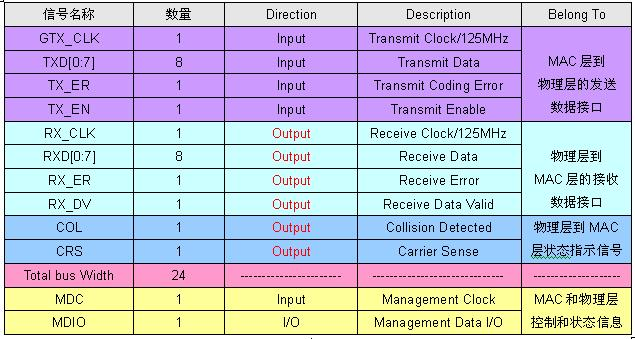 信号名称 数量 Direction Description Belong To
GTX_CLK 1 Input Transmit Clock/125MHz
TXD[0:7] 8 Input Transmit Data
TX_ER 1 Input Transmit Coding Error
TX_EN 1 Input Transmit Enable
MAC 层到
物理层的发送
数据接口
RX_CLK 1 Output Receive Clock/125MHz
RXD[0:7] 8 Output Receive Data
RX_ER 1 Output Receive Error
RX_DV 1 Output Receive Data Valid
物理层到
MAC 层的接收
数据接口
COL 1 Output Collision Detected
CRS 1 Output Carrier Sense
物理层到 MAC
层状态指示信号
Total bus Width 24 -------------------- -------------------------- -----------------
MDC 1 Input Management Clock
MDIO 1 I/O Management Data I/O
MAC 和物理层
控制和状态信息